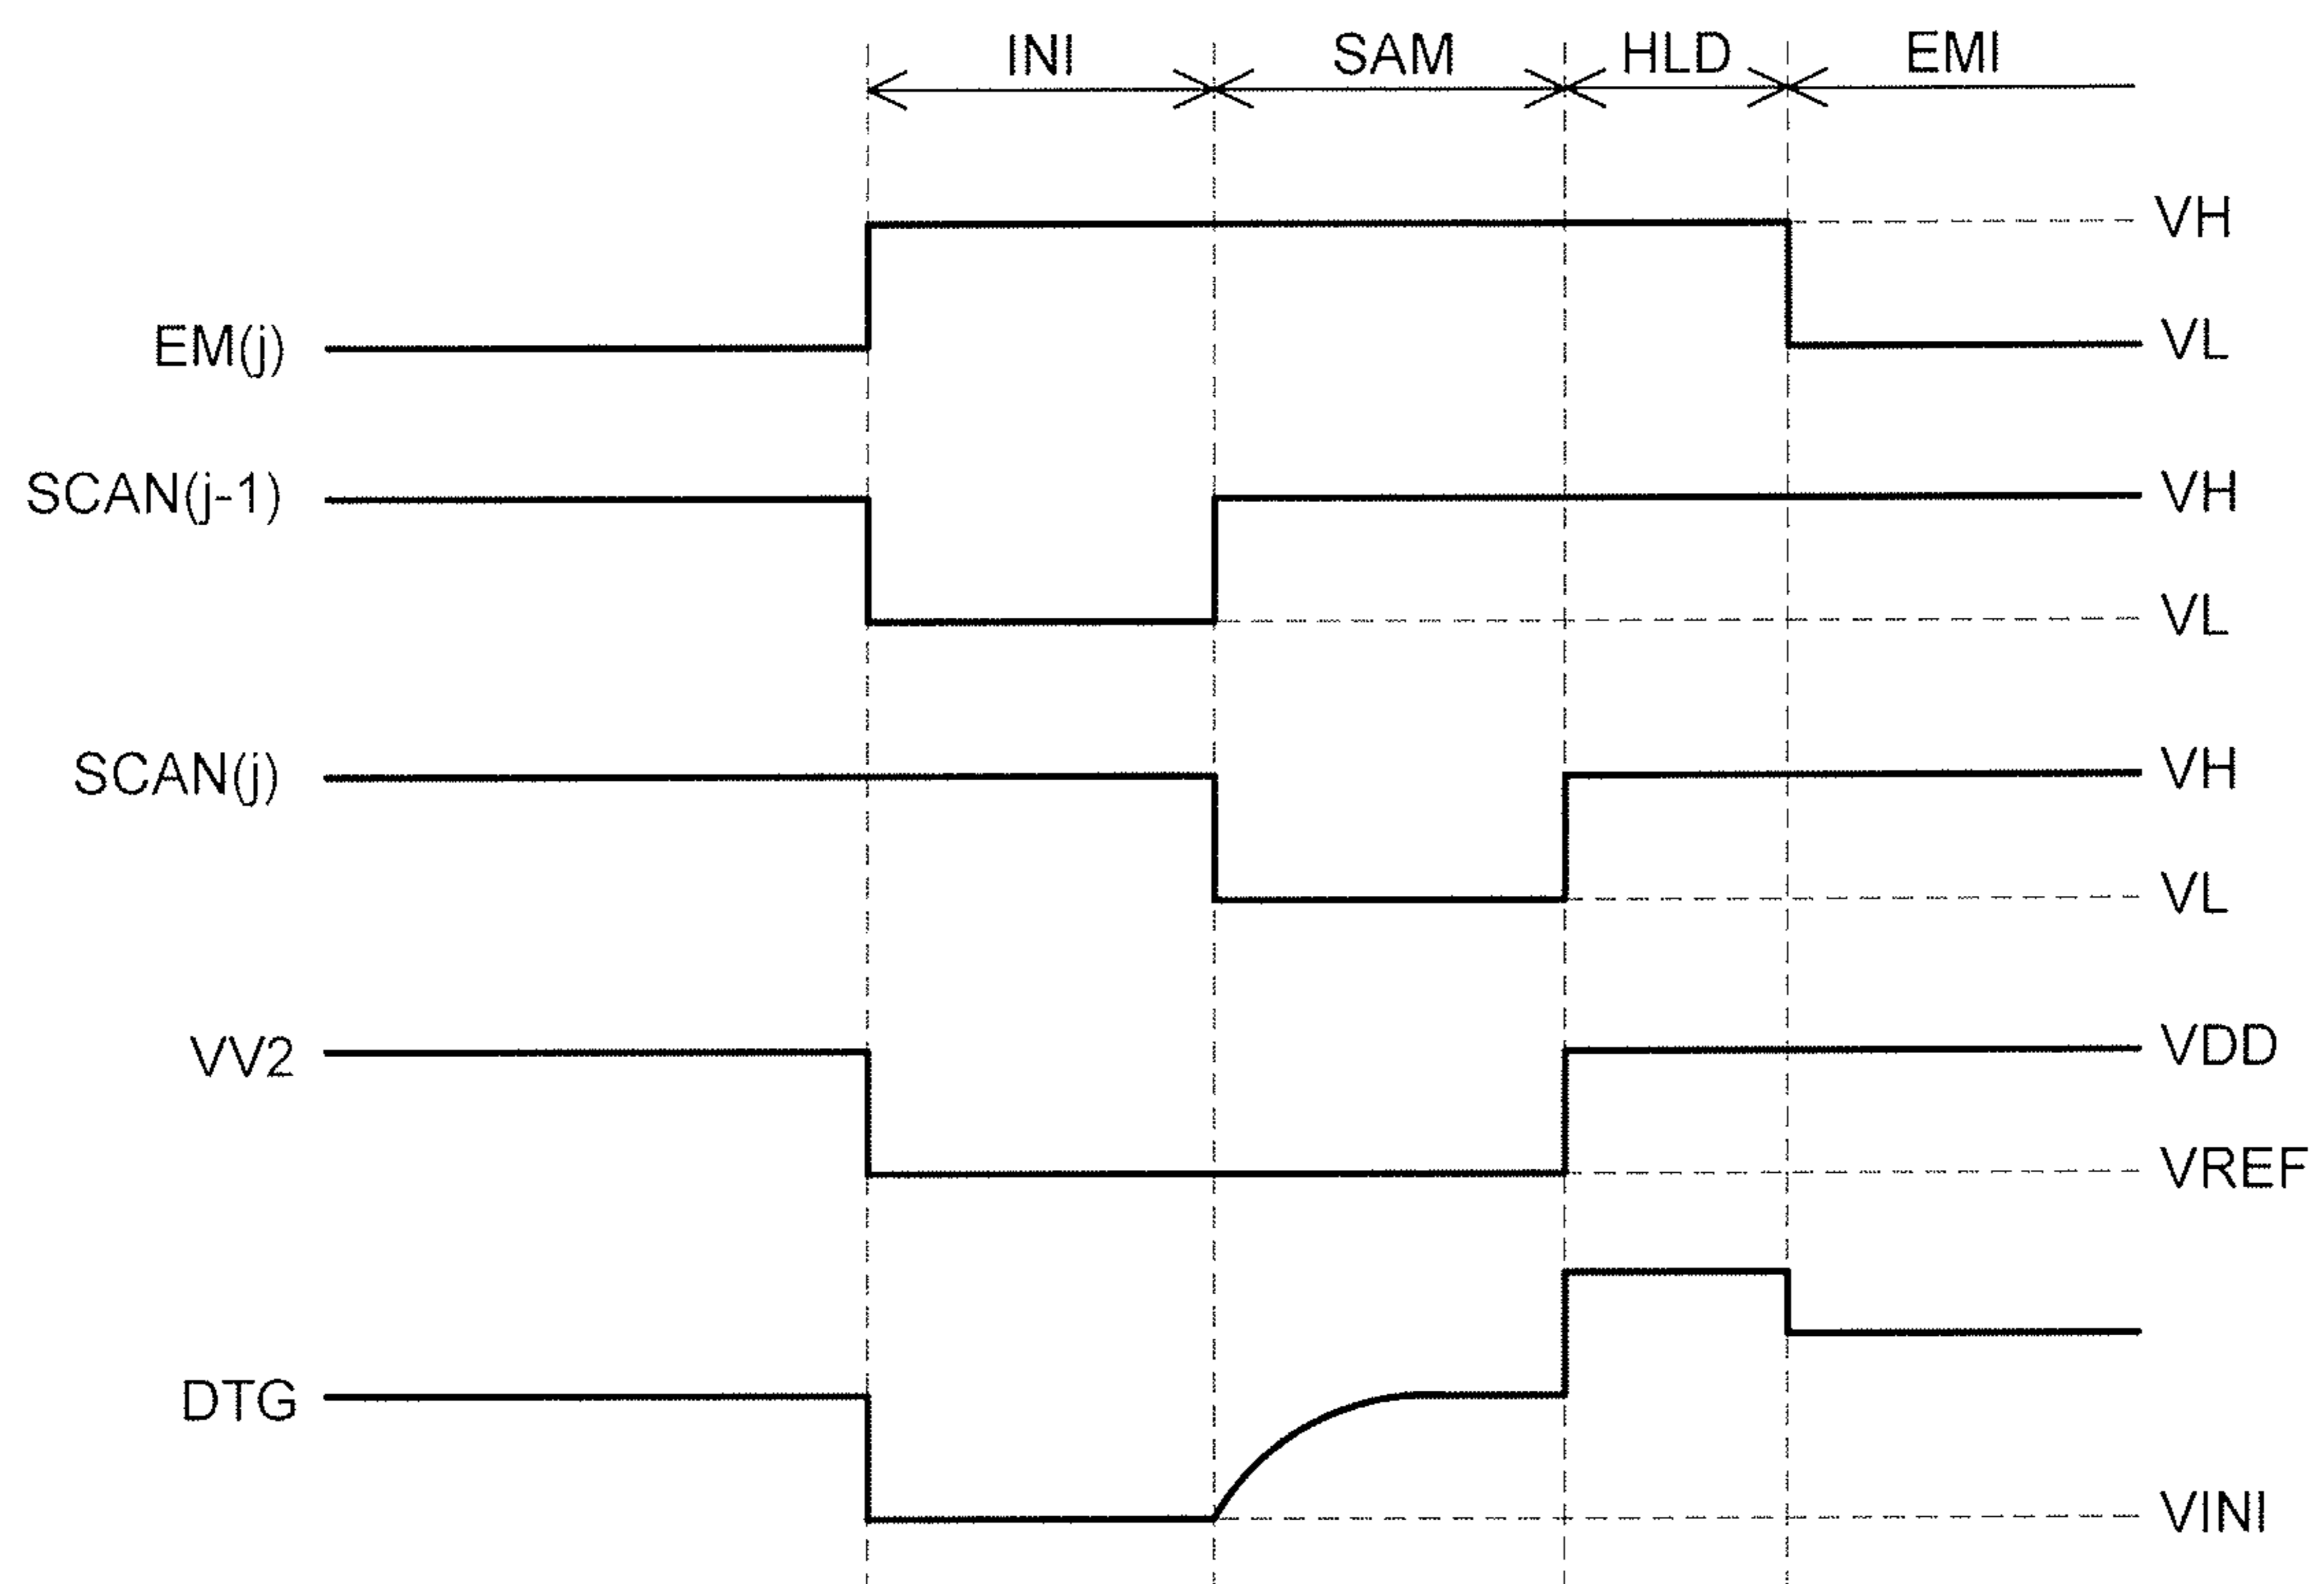 INI SAM HLD EMI
VH
EM(j) VL
SCAN(j-1) VH
VL
SCAN(j) VH
VL
VV2 VDD
VREF
DTG
VINI